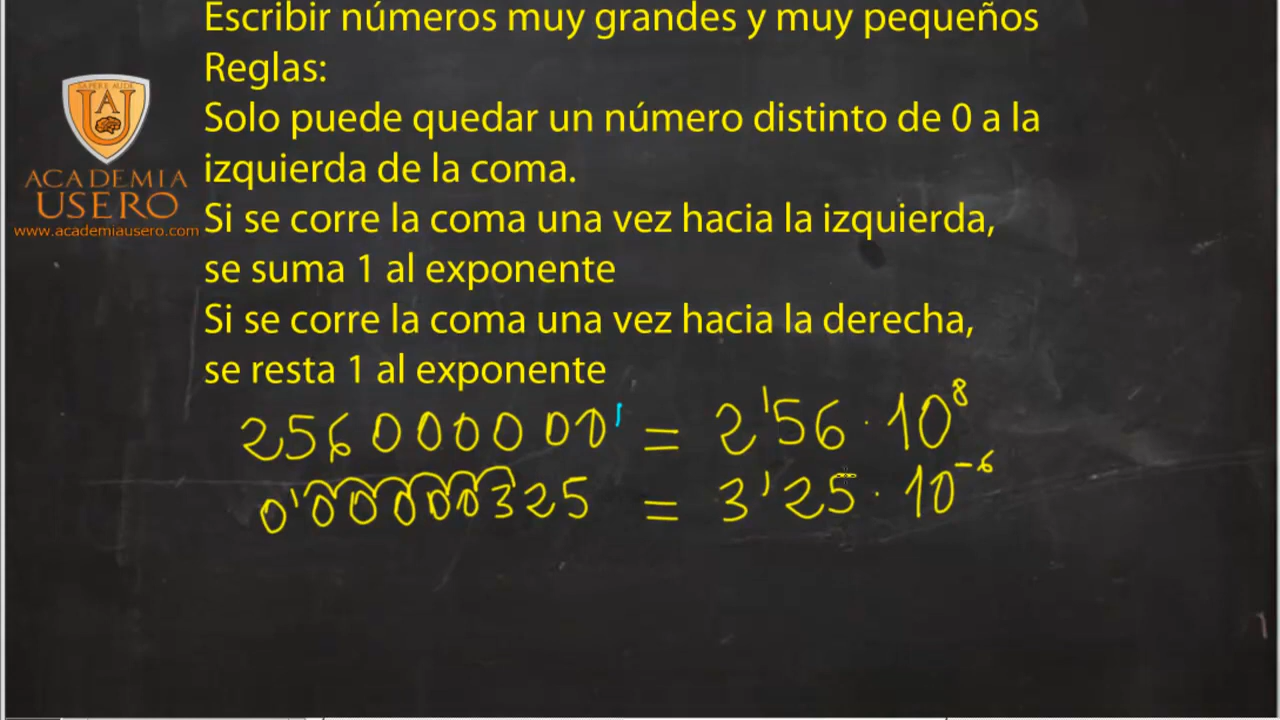 Escribir números muy grandes y muy pequeños
Reglas:
Solo puede quedar un número distinto de 0 a la
izquierda de la coma.
Si se corre la coma una vez hacia la izquierda,
se suma 1 al exponente
Si se corre la coma una vez hacia la derecha,
se resta 1 al exponente
256000000' = 2'56 · 10⁸
0'00000325 = 3'25 · 10⁻⁶
SAPERE AUDE
UA
ACADEMIA
USERO
www.academiausero.com